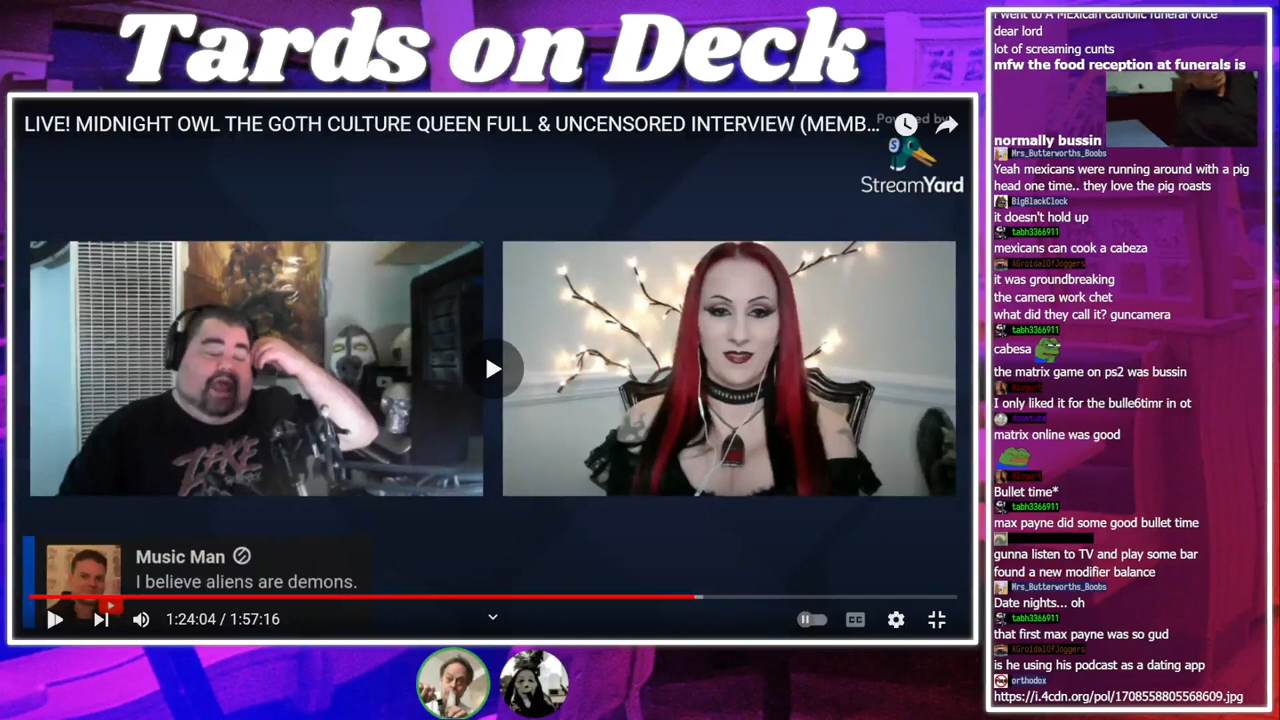 Tards on Deck
LIVE! MIDNIGHT OWL THE GOTH CULTURE QUEEN FULL & UNCENSORED INTERVIEW (MEMB...
Powered by
StreamYard
Music Man
I believe aliens are demons.
1:24:04 / 1:57:16
CC
I went to A Mexican catholic funeral once
dear lord
lot of screaming cunts
mfw the food reception at funerals is
normally bussin
Mrs_Butterworths_Boobs
Yeah mexicans were running around with a pig
head one time.. they love the pig roasts
BigBlackClock
it doesn't hold up
tabh3366911
mexicans can cook a cabeza
AGroidalOfJoggers
it was groundbreaking
the camera work chet
what did they call it? guncamera
tabh3366911
cabesa
the matrix game on ps2 was bussin
I only liked it for the bulle6timr in ot
matrix online was good
Bullet time*
tabh3366911
max payne did some good bullet time
gunna listen to TV and play some bar
found a new modifier balance
Mrs_Butterworths_Boobs
Date nights... oh
tabh3366911
that first max payne was so gud
AGroidalOfJoggers
is he using his podcast as a dating app
orthodox
https://i.4cdn.org/pol/1708558805568609.jpg